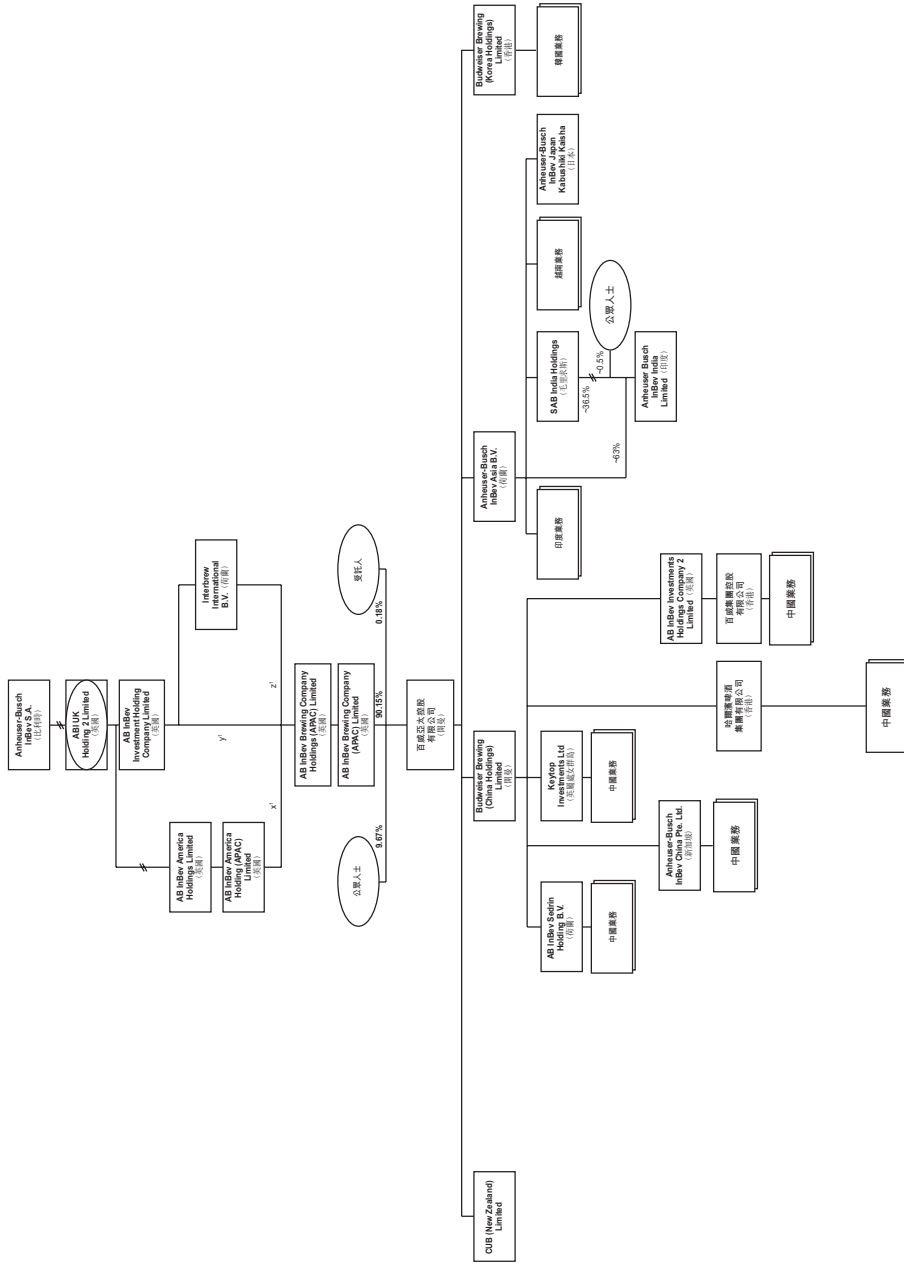 Anheuser-Busch
InBev S.A.
（比利時）
ABI UK
Holding 2 Limited
（英國）
AB InBev
Investment Holding
Company Limited
（英國）
AB InBev America
Holdings Limited
（英國）
AB InBev America
Holding (APAC)
Limited
（英國）
Interbrew
International
B.V.（荷蘭）
x¹
y¹
z¹
AB InBev Brewing Company
Holdings (APAC) Limited
（英國）
AB InBev Brewing Company
(APAC) Limited
（英國）
公眾人士
9.67%
90.15%
0.18%
受託人
百威亞太控股
有限公司
（開曼）
CUB (New Zealand)
Limited
Budweiser Brewing
(China Holdings)
Limited
（開曼）
Anheuser-Busch
InBev Asia B.V.
（荷蘭）
Budweiser Brewing
(Korea Holdings)
Limited
（香港）
AB InBev Sedrin
Holding B.V.
（荷蘭）
中國業務
Anheuser-Busch
InBev China Pte. Ltd.
（新加坡）
中國業務
Keytop
Investments Ltd
（英屬處女群島）
中國業務
哈爾濱啤酒
集團有限公司
（香港）
中國業務
AB InBev Investments
Holdings Company 2
Limited（英國）
百威集團控股
有限公司
（香港）
中國業務
印度業務
SAB India Holdings
（毛里求斯）
~36.5%
~0.5%
~63%
公眾人士
Anheuser Busch
InBev India
Limited（印度）
越南業務
Anheuser-Busch
InBev Japan
Kabushiki Kaisha
（日本）
韓國業務